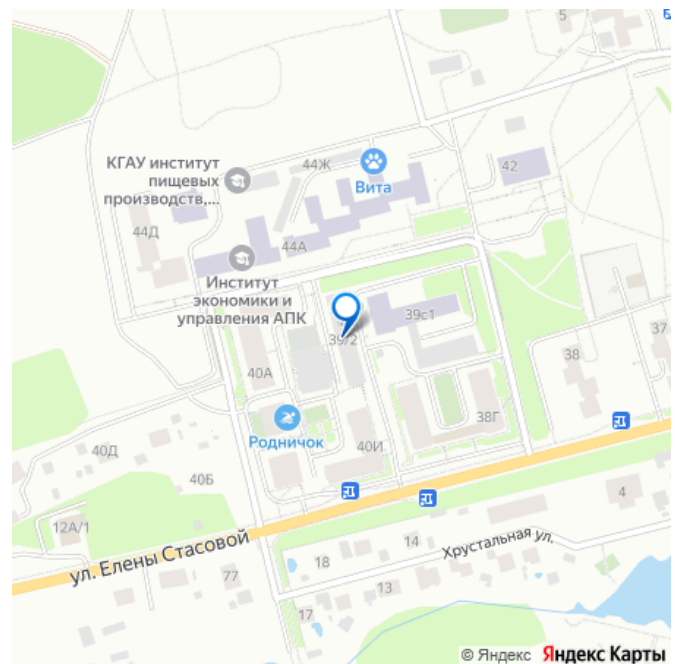 5
КГАУ институт
пищевых
производств,...
44Ж
Вита
42
44Д
44А
Институт
экономики и
управления АПК
39с1
39/2
37
38
40А
Родничок
38Г
40И
40Д
40Б
12А/1
4
ул. Елены Стасовой
14
Хрустальная ул.
18
77
13
17
© Яндекс Яндекс Карты